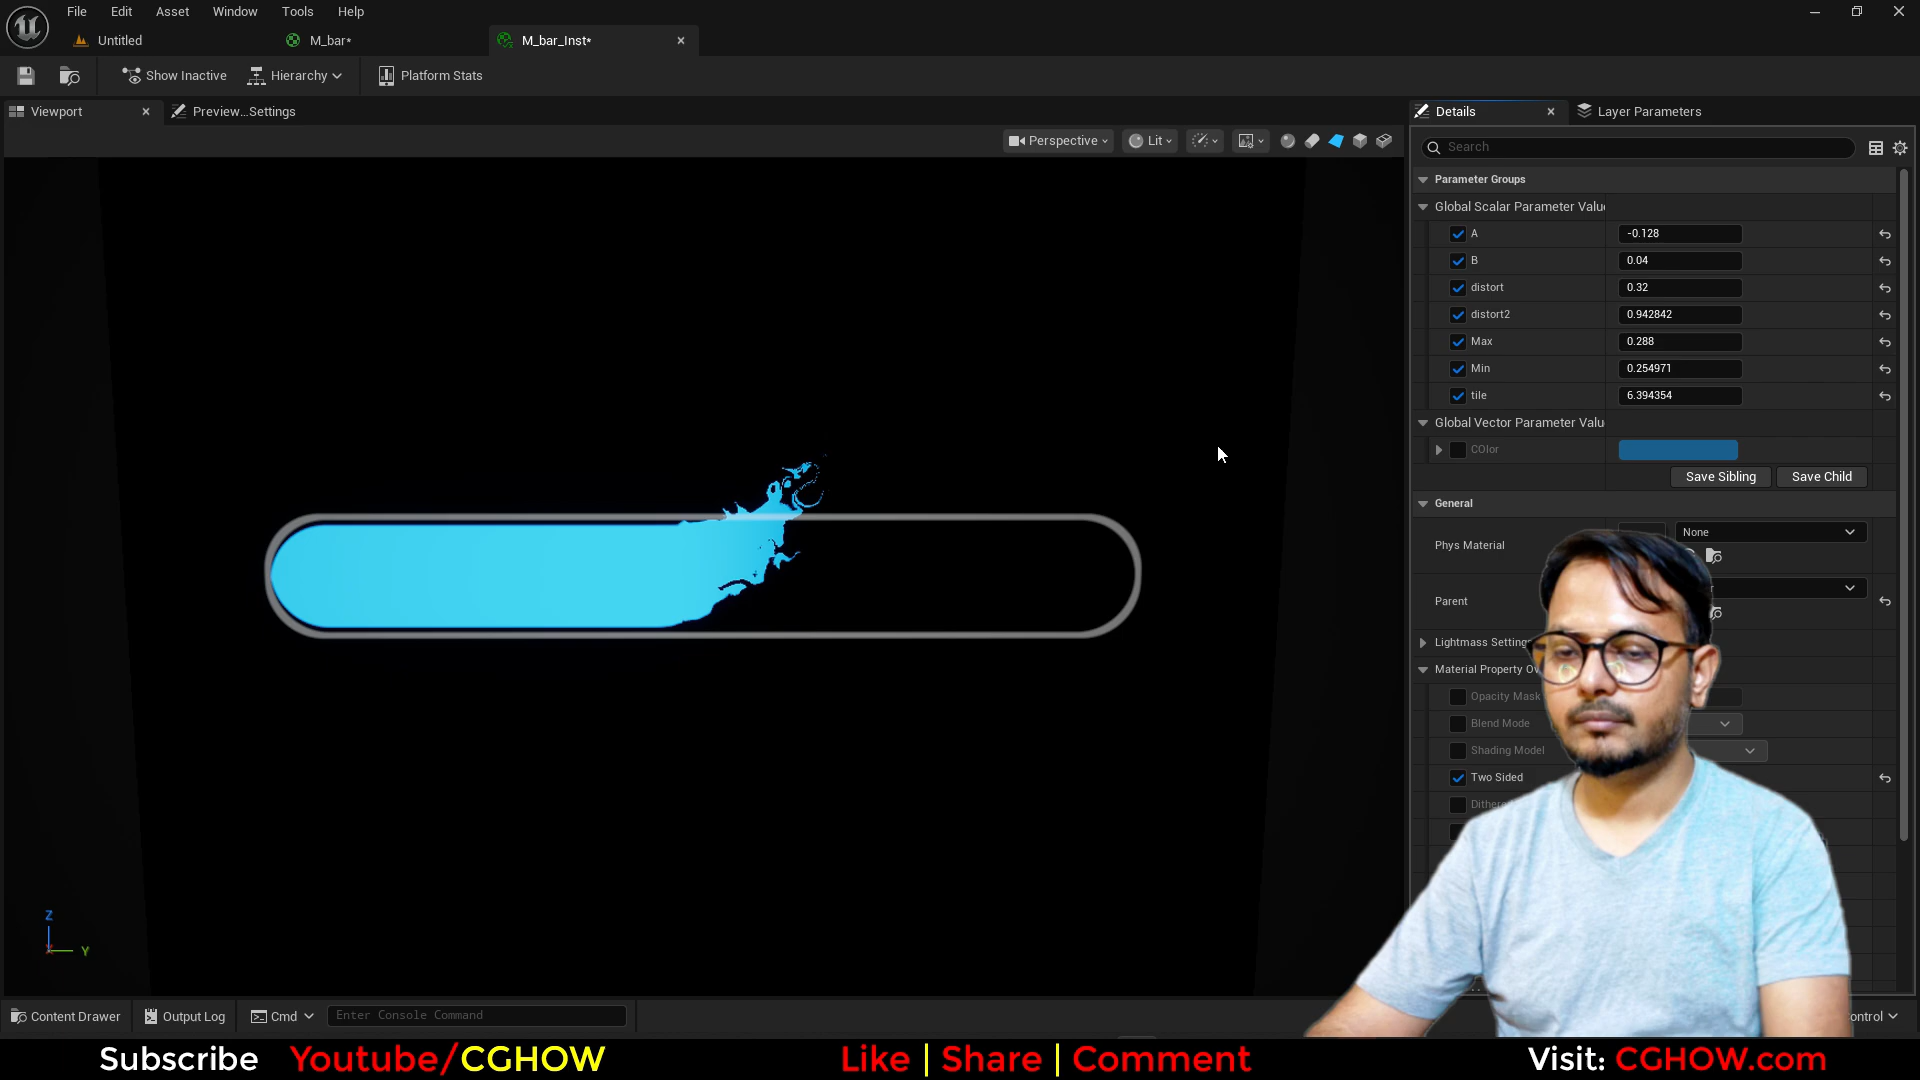 File Edit Asset Window Tools Help
Untitled M_bar* M_bar_Inst*
Show Inactive Hierarchy Platform Stats
Viewport Preview...Settings Details Layer Parameters
Perspective Lit
Search
Parameter Groups
Global Scalar Parameter Valu
A -0.128
B 0.04
distort 0.32
distort2 0.942842
Max 0.288
Min 0.254971
tile 6.394354
Global Vector Parameter Valu
COlor
Save Sibling Save Child
General
Phys Material None
Parent
Lightmass Settings
Material Property Ov
Opacity Mask
Blend Mode
Shading Model
Two Sided
Z
Y
Content Drawer Output Log Cmd Enter Console Command
Subscribe Youtube/CGHOW Like | Share | Comment Visit: CGHOW.com